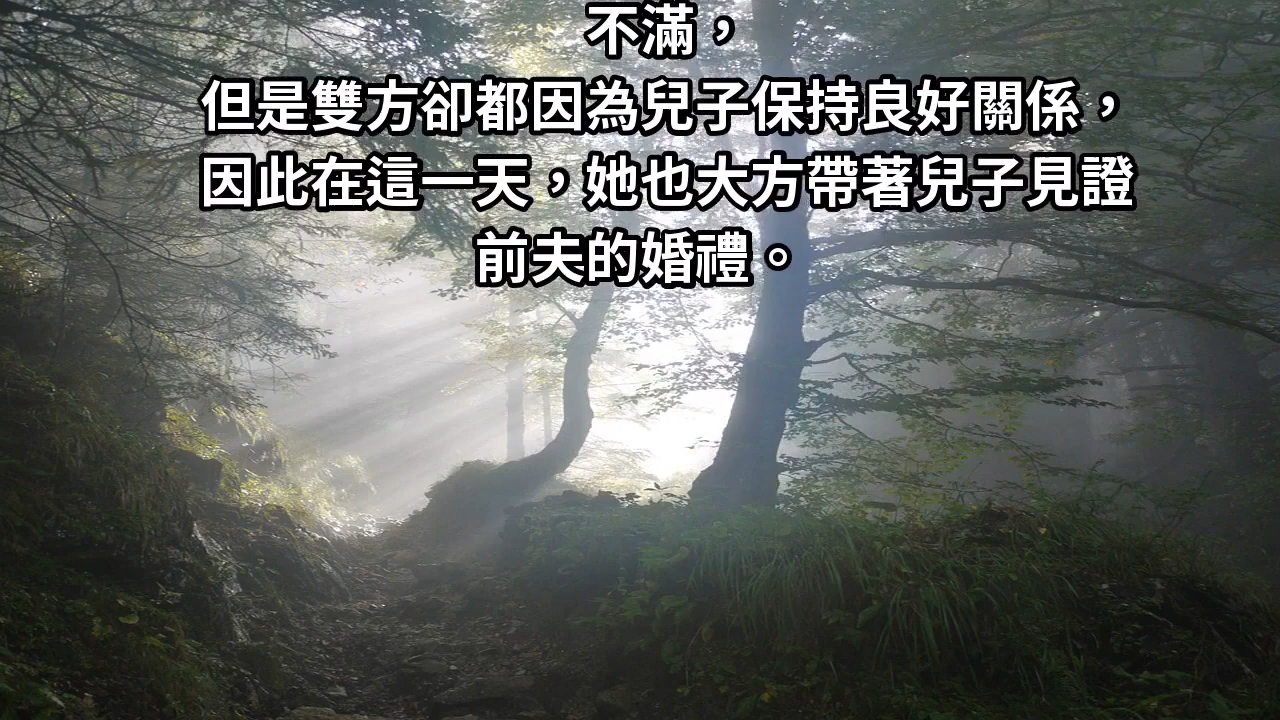 不滿，
但是雙方卻都因為兒子保持良好關係，
因此在這一天，她也大方帶著兒子見證
前夫的婚禮。